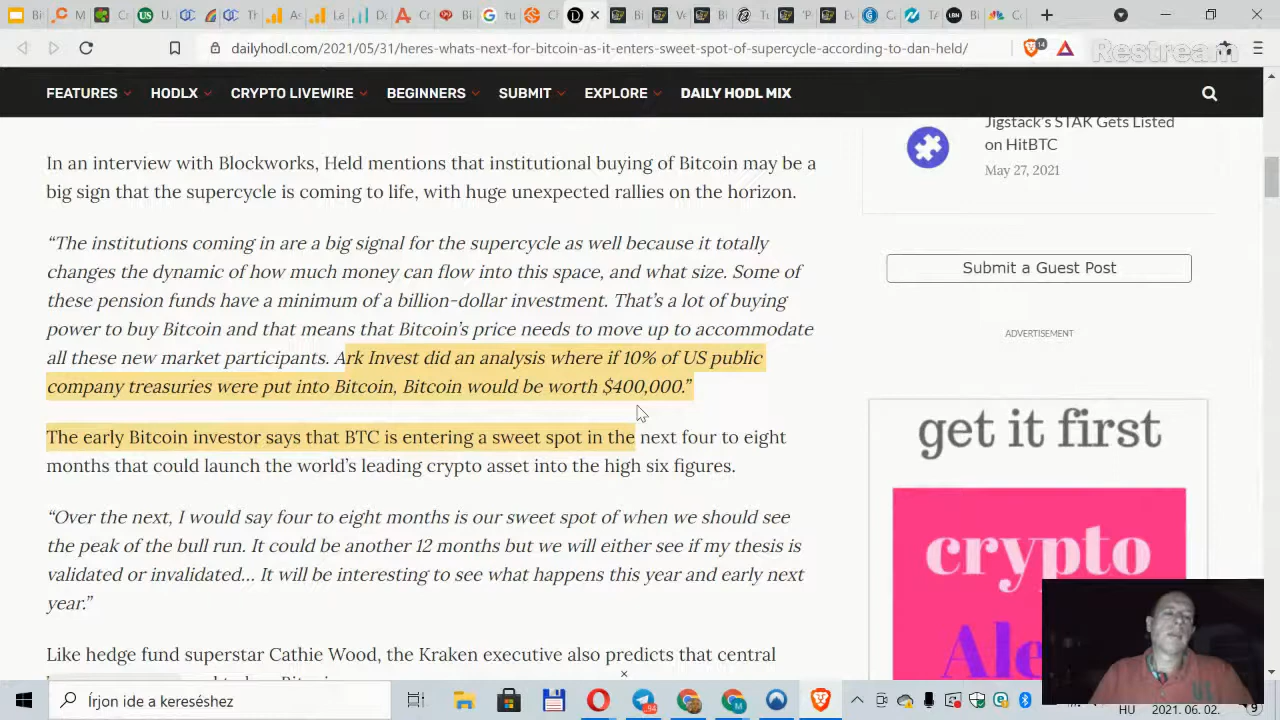 dailyhodl.com/2021/05/31/heres-whats-next-for-bitcoin-as-it-enters-sweet-spot-of-supercycle-according-to-dan-held/
14
Restream
FEATURES HODLX CRYPTO LIVEWIRE BEGINNERS SUBMIT EXPLORE DAILY HODL MIX
Jigstack's STAK Gets Listed
on HitBTC
May 27, 2021
In an interview with Blockworks, Held mentions that institutional buying of Bitcoin may be a
big sign that the supercycle is coming to life, with huge unexpected rallies on the horizon.
“The institutions coming in are a big signal for the supercycle as well because it totally
changes the dynamic of how much money can flow into this space, and what size. Some of
these pension funds have a minimum of a billion-dollar investment. That’s a lot of buying
power to buy Bitcoin and that means that Bitcoin’s price needs to move up to accommodate
all these new market participants. Ark Invest did an analysis where if 10% of US public
company treasuries were put into Bitcoin, Bitcoin would be worth $400,000.”
The early Bitcoin investor says that BTC is entering a sweet spot in the next four to eight
months that could launch the world’s leading crypto asset into the high six figures.
“Over the next, I would say four to eight months is our sweet spot of when we should see
the peak of the bull run. It could be another 12 months but we will either see if my thesis is
validated or invalidated… It will be interesting to see what happens this year and early next
year.”
Like hedge fund superstar Cathie Wood, the Kraken executive also predicts that central
Submit a Guest Post
ADVERTISEMENT
get it first
crypto
Írjon ide a kereséshez
94
HU
2021. 06. 02.